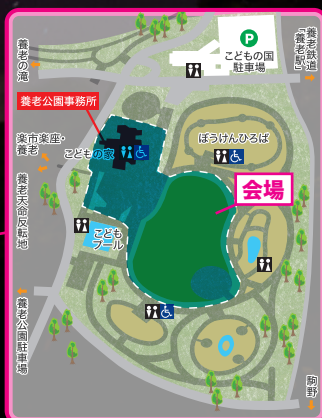 P
こどもの国
駐車場
養老鉄道
「養老駅」
養老の滝
養老公園事務所
楽市楽座・
養老
こどもの家
ぼうけんひろば
会場
養老天命反転地
こども
プール
養老公園駐車場
駒野